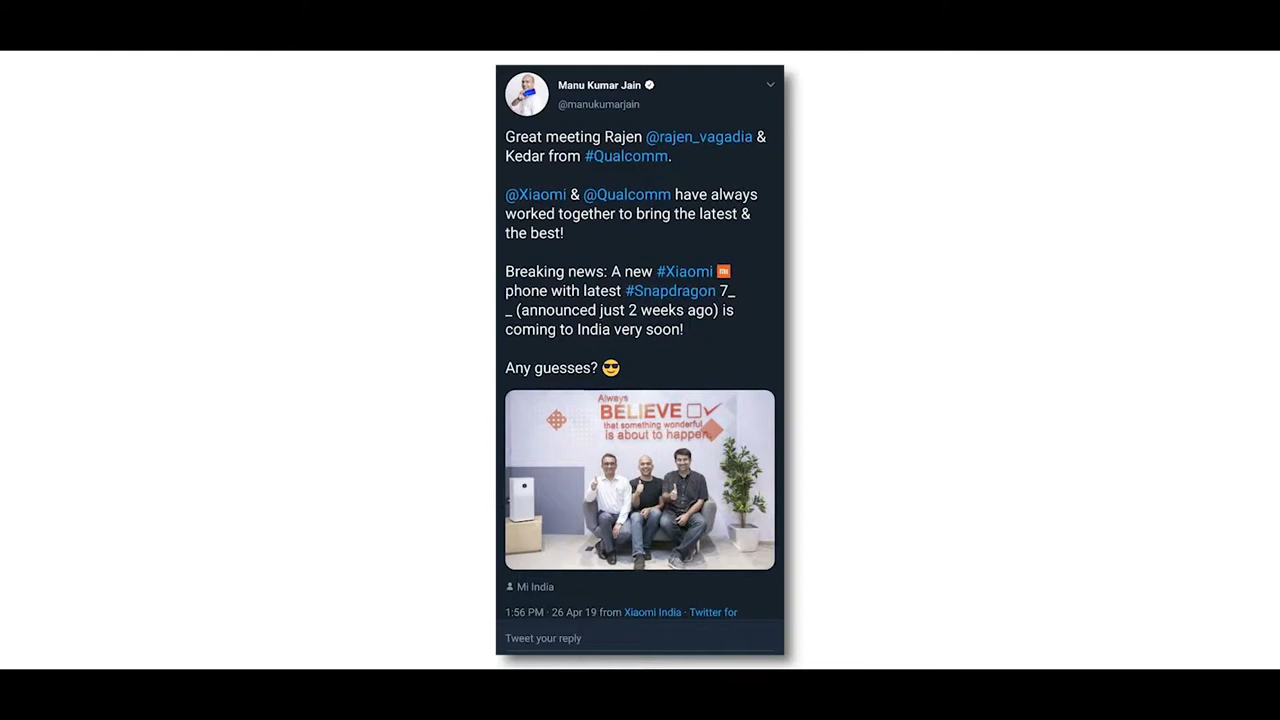 Manu Kumar Jain
@manukumarjain
Great meeting Rajen @rajen_vagadia &
Kedar from #Qualcomm.
@Xiaomi & @Qualcomm have always
worked together to bring the latest &
the best!
Breaking news: A new #Xiaomi
phone with latest #Snapdragon 7_
_ (announced just 2 weeks ago) is
coming to India very soon!
Any guesses? 😎
Always
BELIEVE
that something wonderful
is about to happen.
Mi India
1:56 PM · 26 Apr 19 from Xiaomi India · Twitter for
Tweet your reply